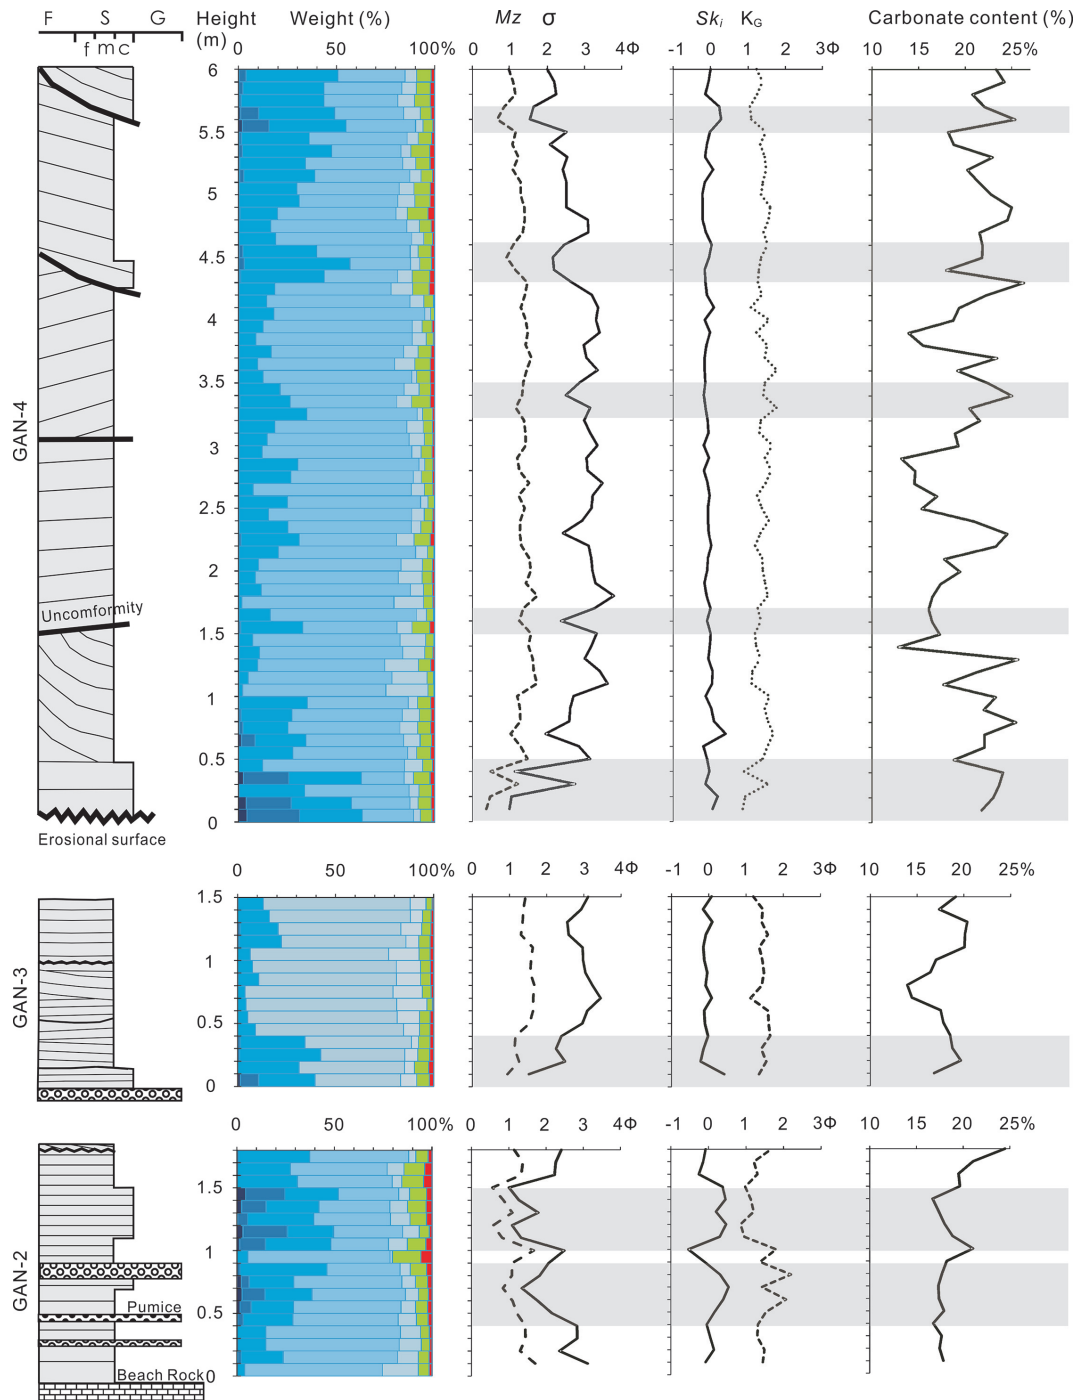 F S G
f m c
Height (m) Weight (%) Mz σ Ski KG Carbonate content (%)
0 50 100% 0 1 2 3 4Φ -1 0 1 2 3Φ 10 15 20 25%
GAN-4
6
5.5
5
4.5
4
3.5
3
2.5
2
1.5
1
0.5
0
Uncomformity
Erosional surface
0 50 100% 0 1 2 3 4Φ -1 0 1 2 3Φ 10 15 20 25%
GAN-3
1.5
1
0.5
0
0 50 100% 0 1 2 3 4Φ -1 0 1 2 3Φ 10 15 20 25%
GAN-2
1.5
1
0.5
0
Pumice
Beach Rock